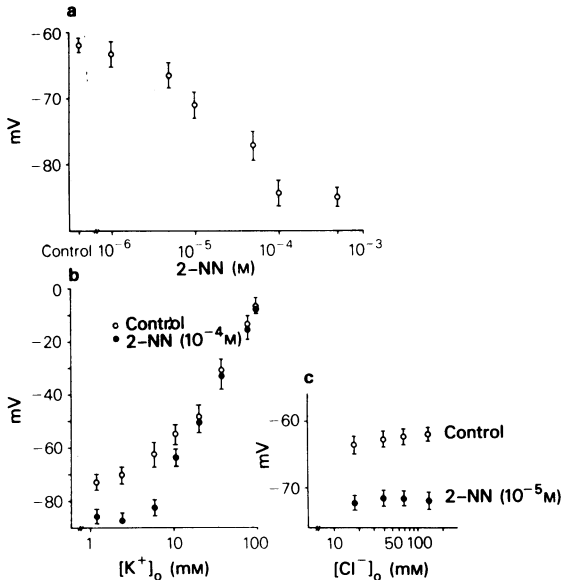 a
−60
−70
−80
mV
Control 10⁻⁶ 10⁻⁵ 10⁻⁴ 10⁻³
2–NN (M)
b
0
−20
−40
−60
−80
mV
Control
2–NN (10⁻⁴M)
1 10 100
[K⁺]o (mM)
c
−60
−70
mV
Control
2–NN (10⁻⁵M)
10 50 100
[Cl⁻]o (mM)